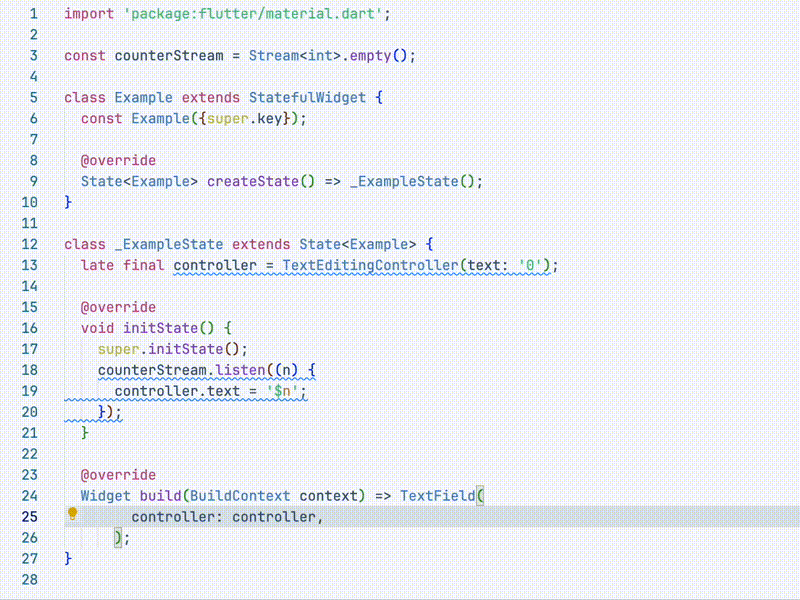 1 import 'package:flutter/material.dart';
2
3 const counterStream = Stream<int>.empty();
4
5 class Example extends StatefulWidget {
6   const Example({super.key});
7
8   @override
9   State<Example> createState() => _ExampleState();
10 }
11
12 class _ExampleState extends State<Example> {
13   late final controller = TextEditingController(text: '0');
14
15   @override
16   void initState() {
17     super.initState();
18     counterStream.listen((n) {
19       controller.text = '$n';
20     });
21   }
22
23   @override
24   Widget build(BuildContext context) => TextField(
25         controller: controller,
26       );
27 }
28